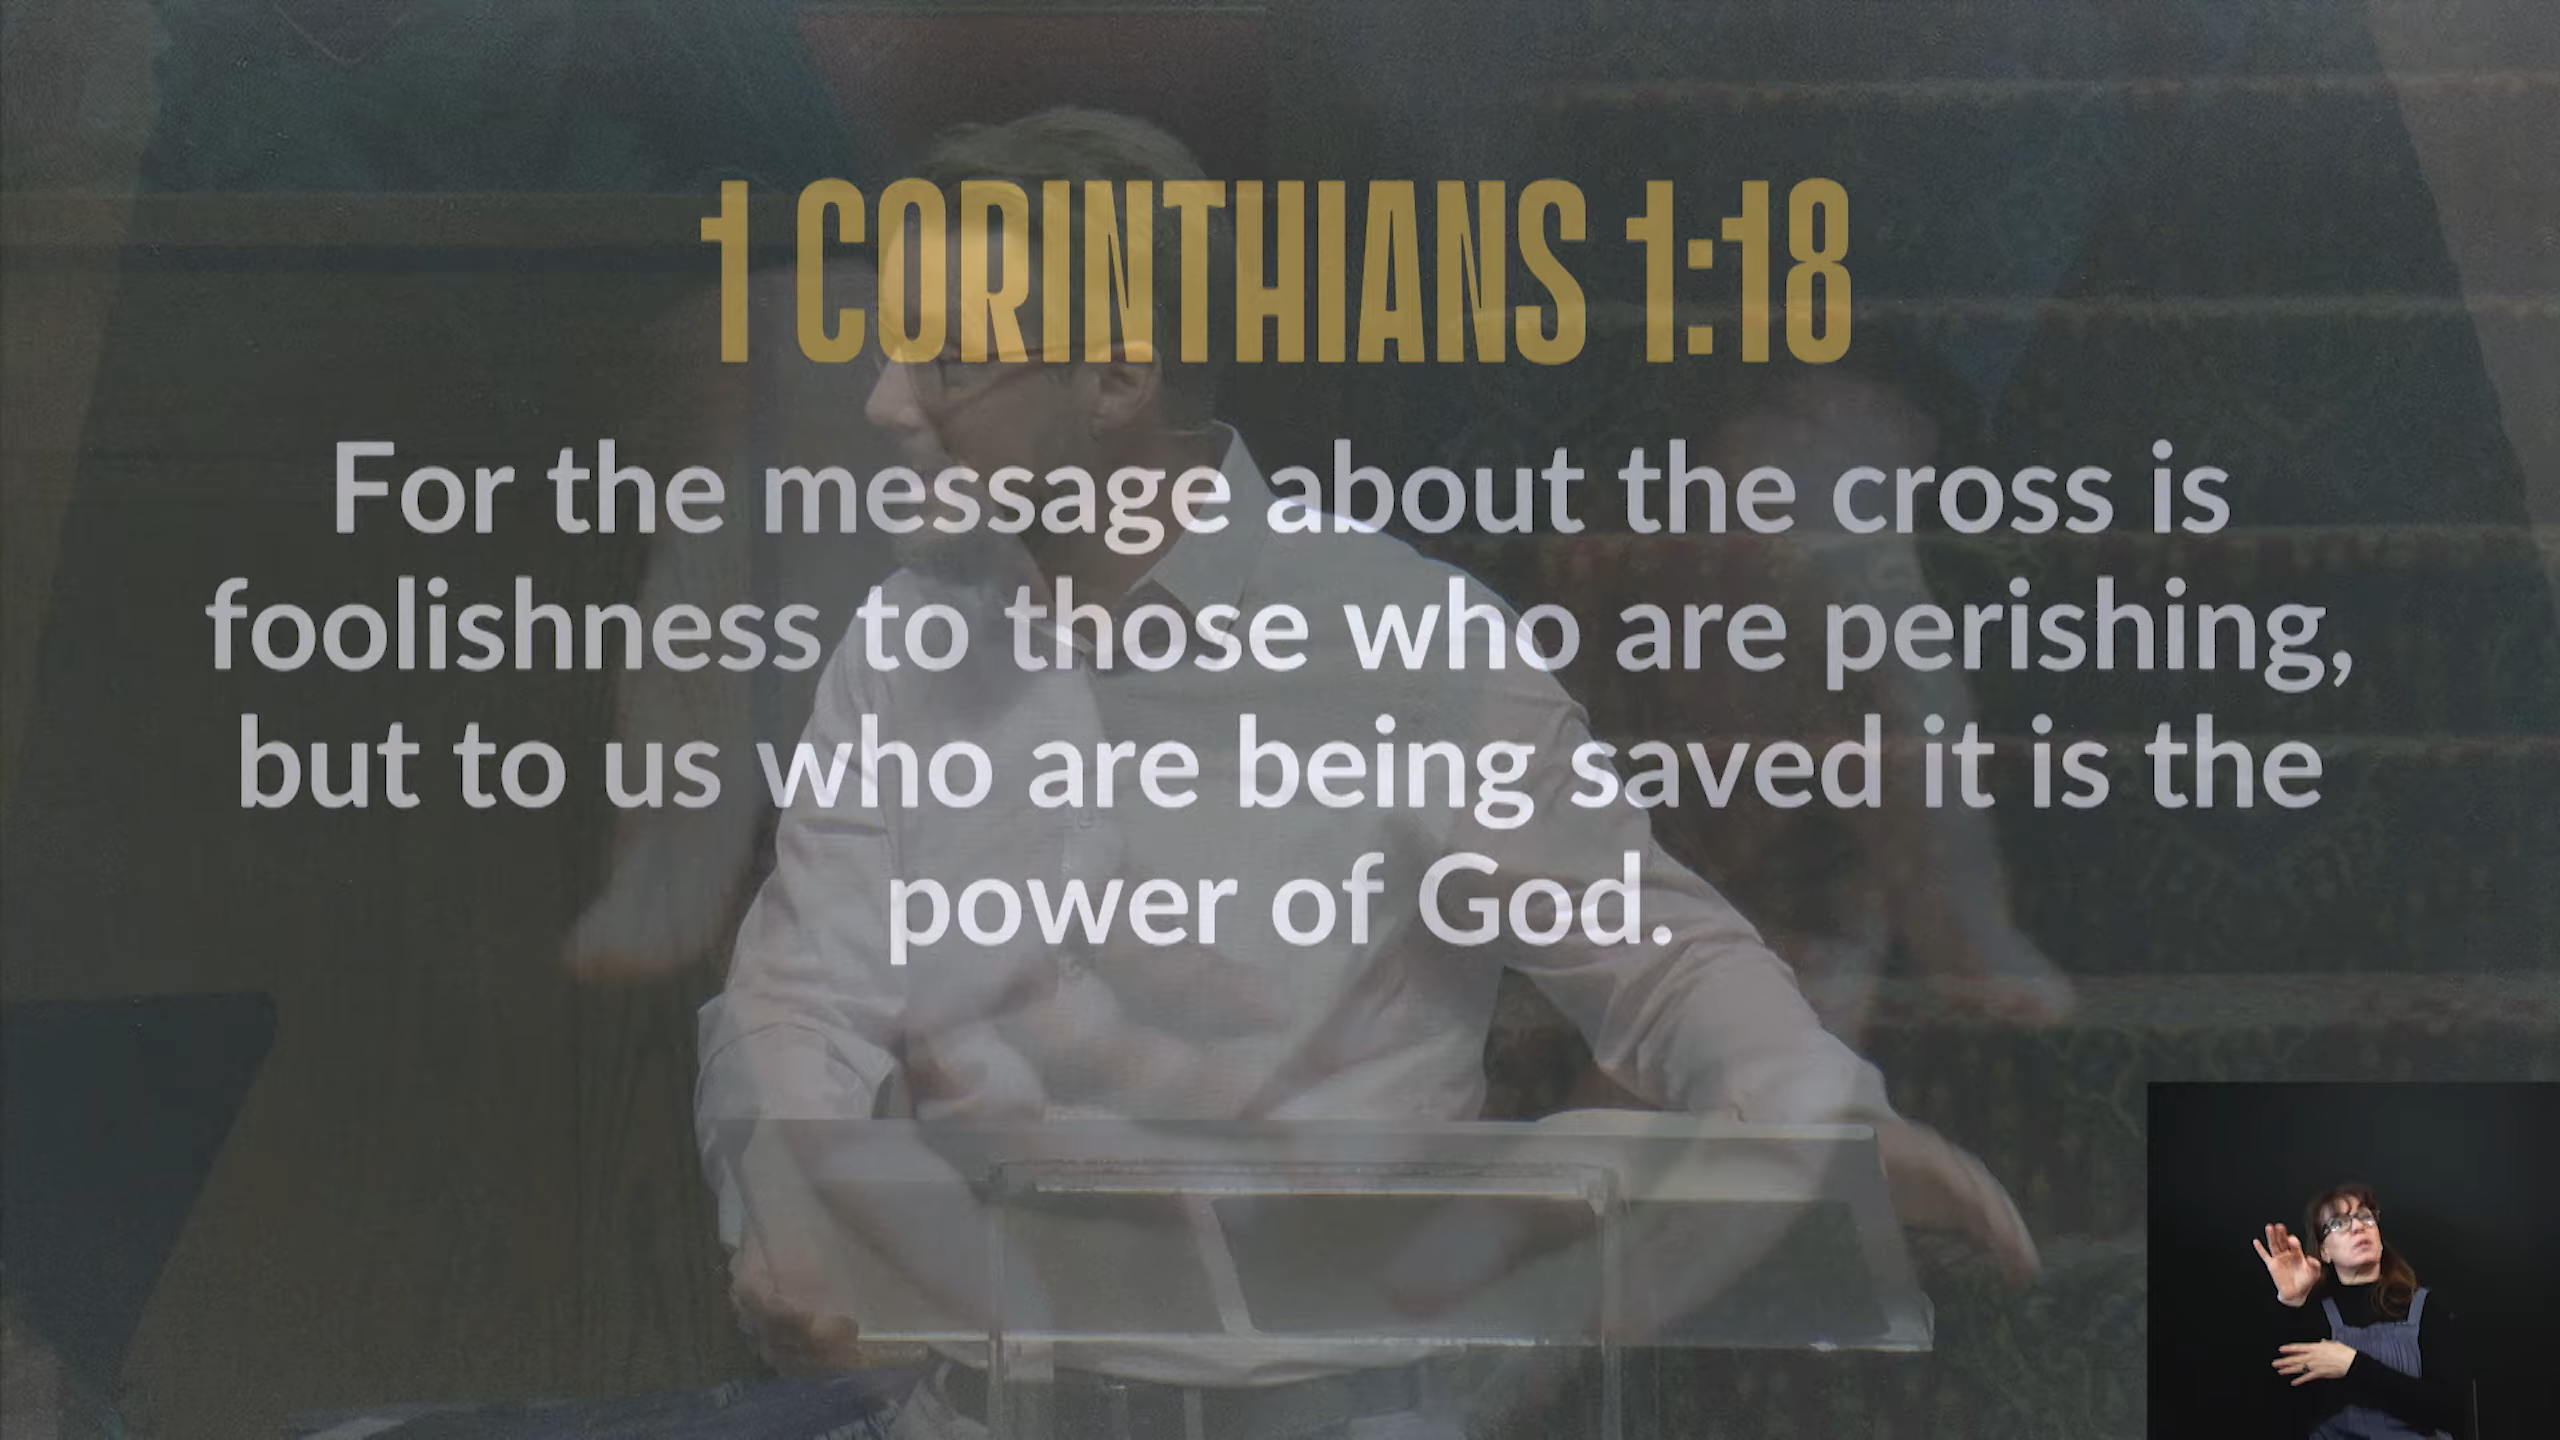 1 CORINTHIANS 1:18
For the message about the cross is
foolishness to those who are perishing,
but to us who are being saved it is the
power of God.